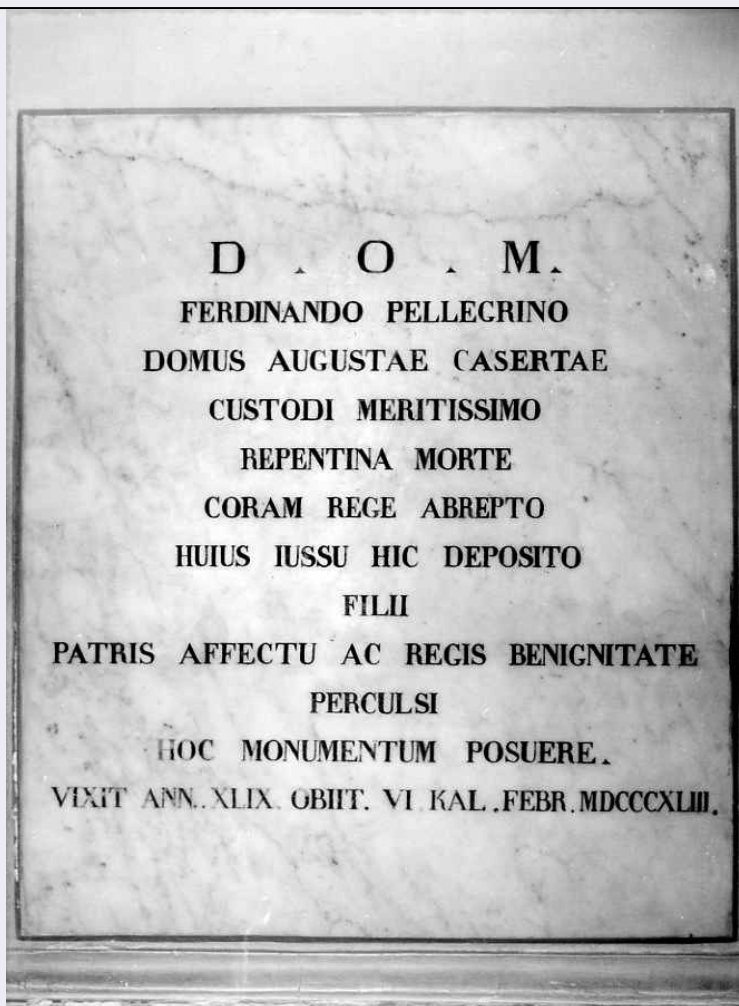 D . O . M.
FERDINANDO PELLEGRINO
DOMUS AUGUSTAE CASERTAE
CUSTODI MERITISSIMO
REPENTINA MORTE
CORAM REGE ABREPTO
HUIUS IUSSU HIC DEPOSITO
FILII
PATRIS AFFECTU AC REGIS BENIGNITATE
PERCULSI
HOC MONUMENTUM POSUERE.
VIXIT ANN. XLIX. OBIIT. VI KAL. FEBR. MDCCCXLIII.